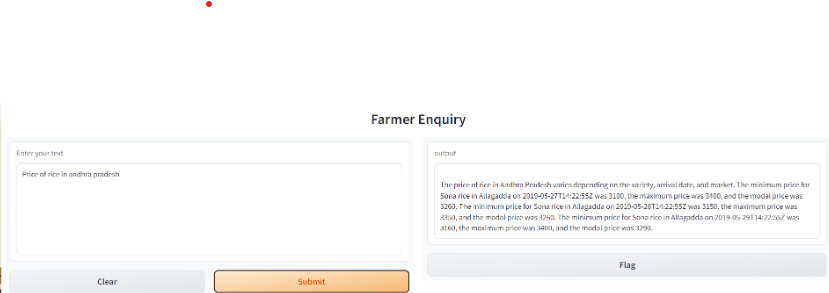 Farmer Enquiry
Enter your text
Price of rice in andhra pradesh
Clear
Submit
output
The price of rice in Andhra Pradesh varies depending on the variety, arrival date, and market. The minimum price for
Sona rice in Allagadda on 2019-05-27T14:22:55Z was 3100, the maximum price was 3400, and the modal price was
3260. The minimum price for Sona rice in Allagadda on 2019-05-28T14:22:55Z was 3150, the maximum price was
3350, and the modal price was 3260. The minimum price for Sona rice in Allagadda on 2019-05-29T14:22:55Z was
3160, the maximum price was 3400, and the modal price was 3290.
Flag